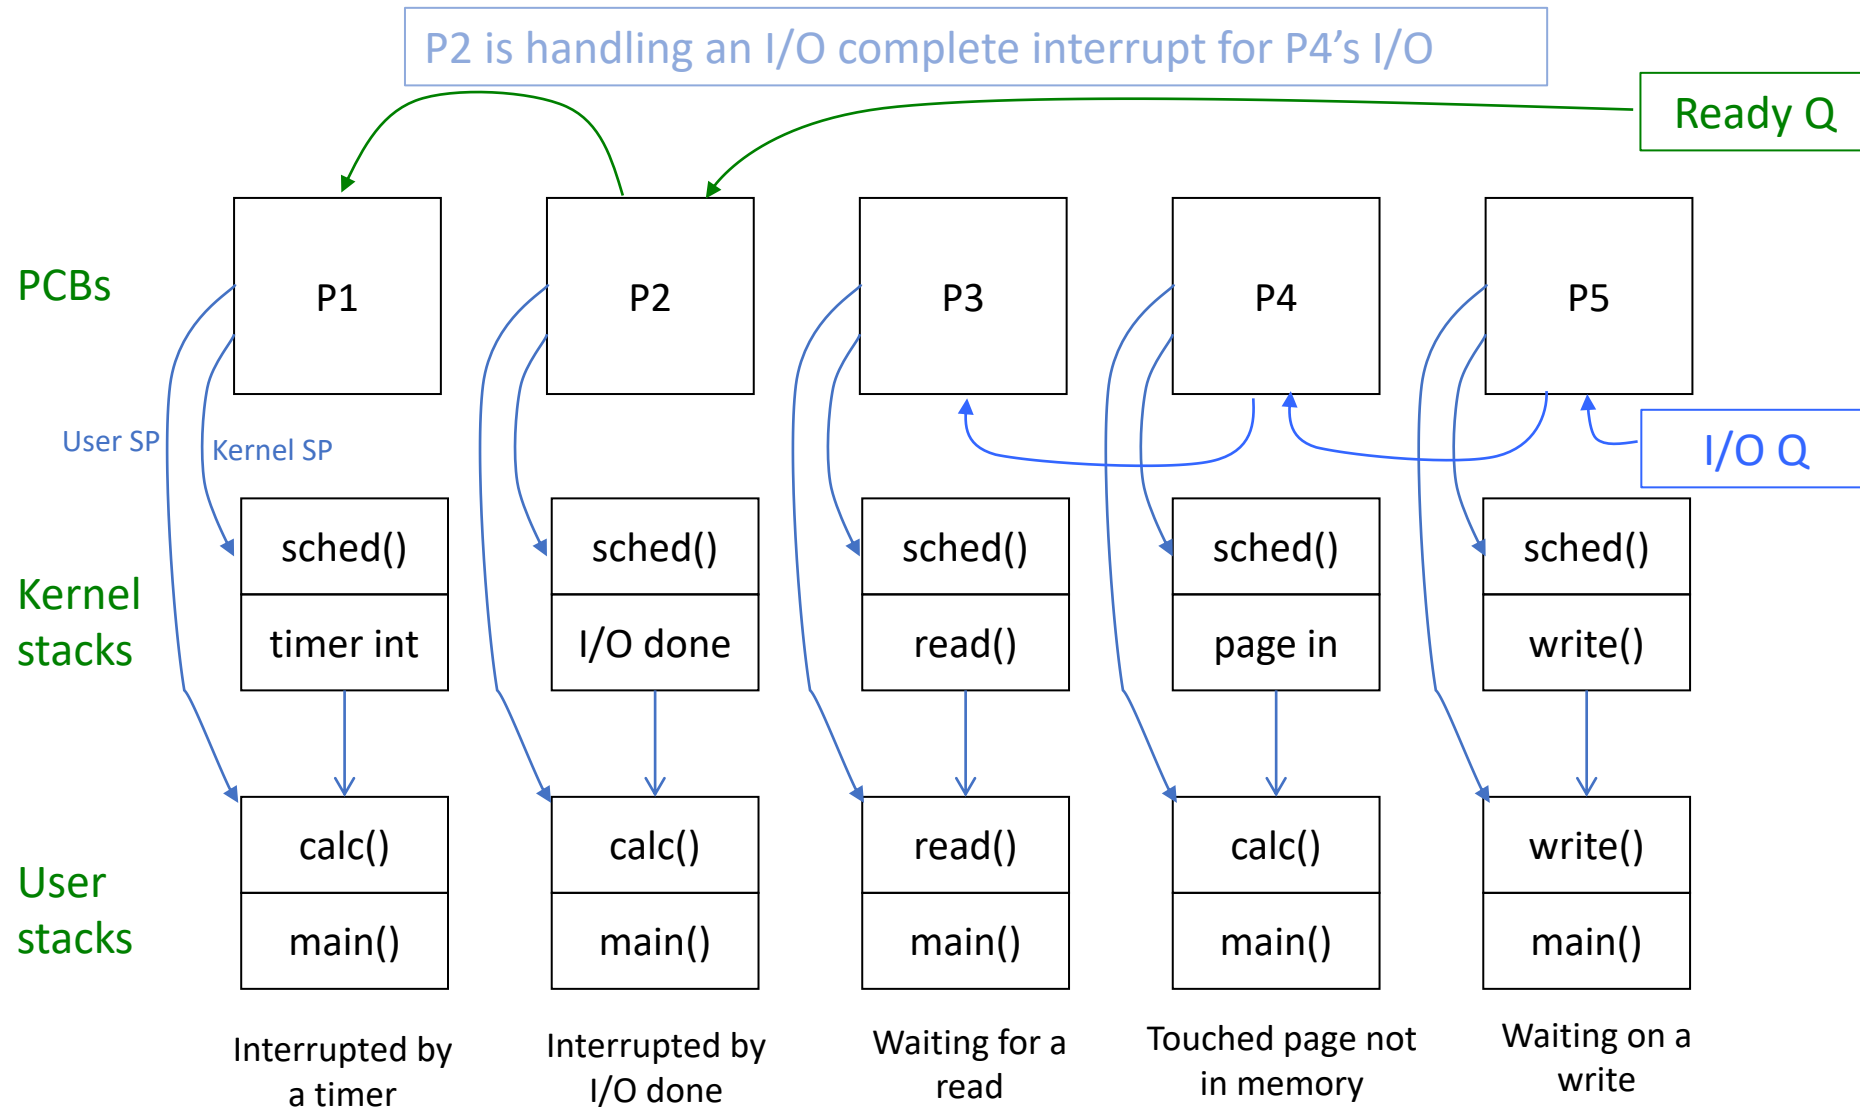 P2 is handling an I/O complete interrupt for P4’s I/O
Ready Q
PCBs
P1
P2
P3
P4
P5
User SP
Kernel SP
I/O Q
Kernel
stacks
sched()
timer int
sched()
I/O done
sched()
read()
sched()
page in
sched()
write()
User
stacks
calc()
main()
calc()
main()
read()
main()
calc()
main()
write()
main()
Interrupted by
a timer
Interrupted by
I/O done
Waiting for a
read
Touched page not
in memory
Waiting on a
write